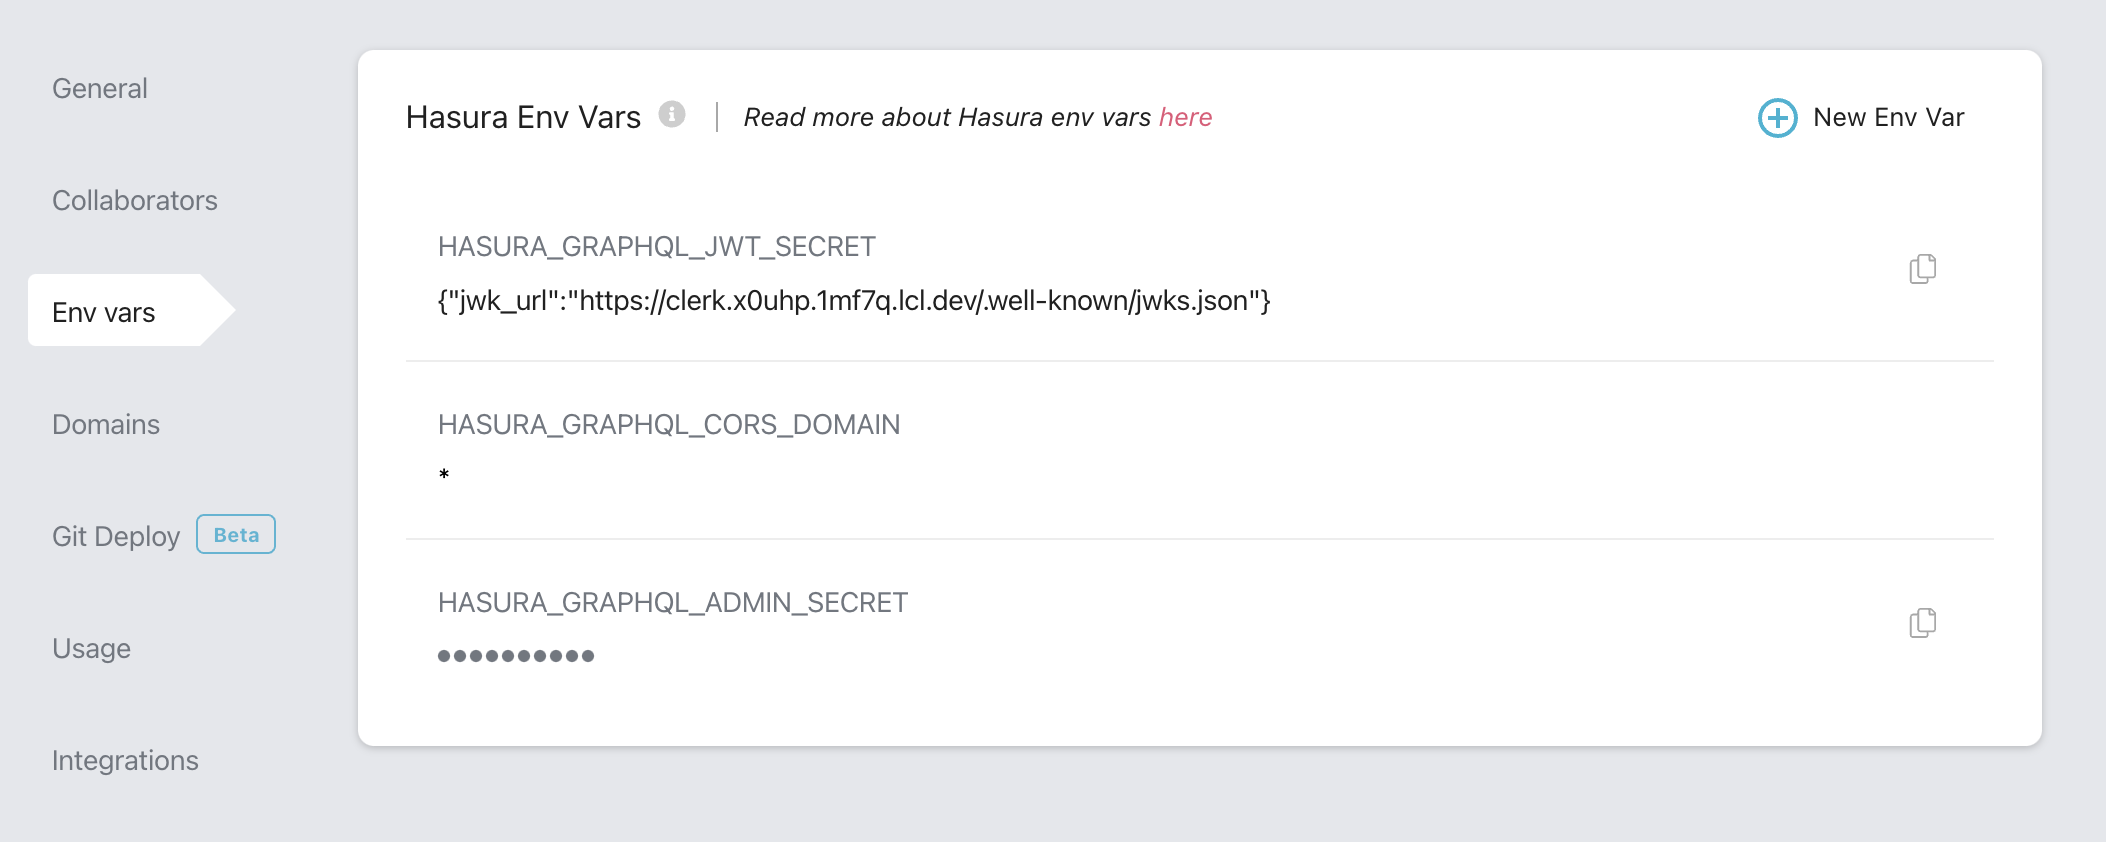 General
Collaborators
Env vars
Domains
Git Deploy Beta
Usage
Integrations
Hasura Env Vars | Read more about Hasura env vars here
New Env Var
HASURA_GRAPHQL_JWT_SECRET
{"jwk_url":"https://clerk.x0uhp.1mf7q.lcl.dev/.well-known/jwks.json"}
HASURA_GRAPHQL_CORS_DOMAIN
*
HASURA_GRAPHQL_ADMIN_SECRET
••••••••••